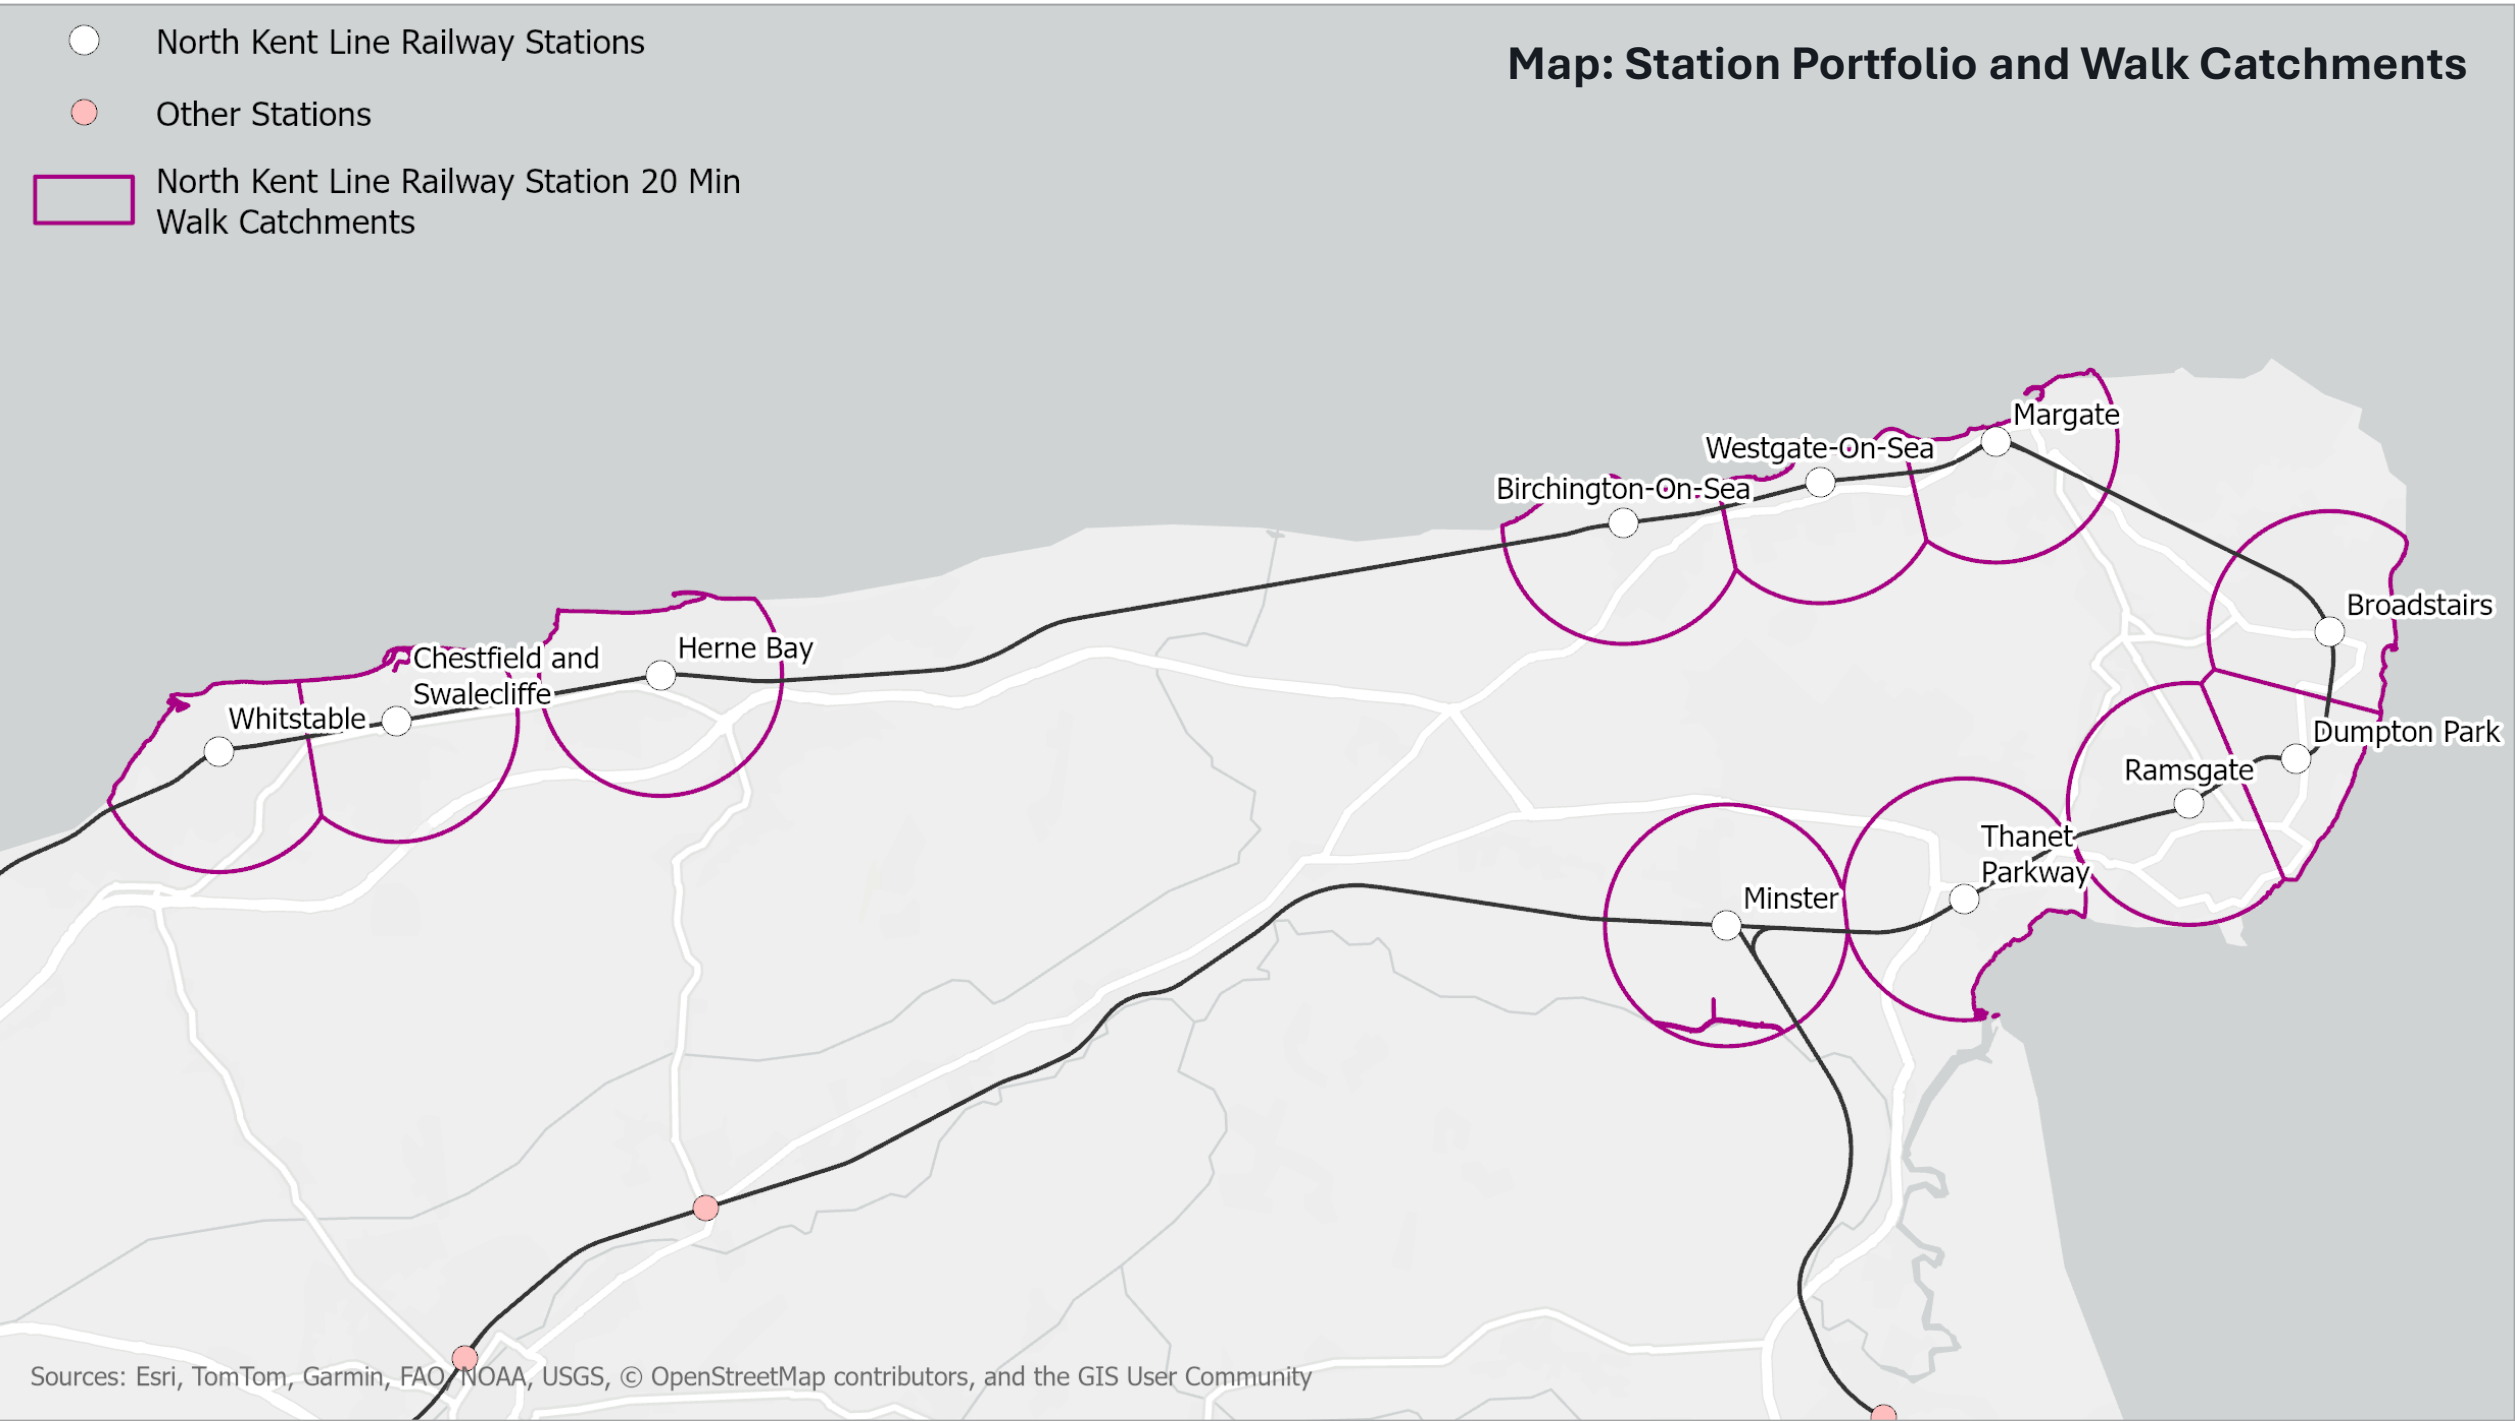 North Kent Line Railway Stations
Other Stations
North Kent Line Railway Station 20 Min
Walk Catchments
Map: Station Portfolio and Walk Catchments
Margate
Westgate-On-Sea
Birchington-On-Sea
Broadstairs
Herne Bay
Chestfield and
Swalecliffe
Whitstable
Dumpton Park
Ramsgate
Thanet
Parkway
Minster
Sources: Esri, TomTom, Garmin, FAO, NOAA, USGS, © OpenStreetMap contributors, and the GIS User Community